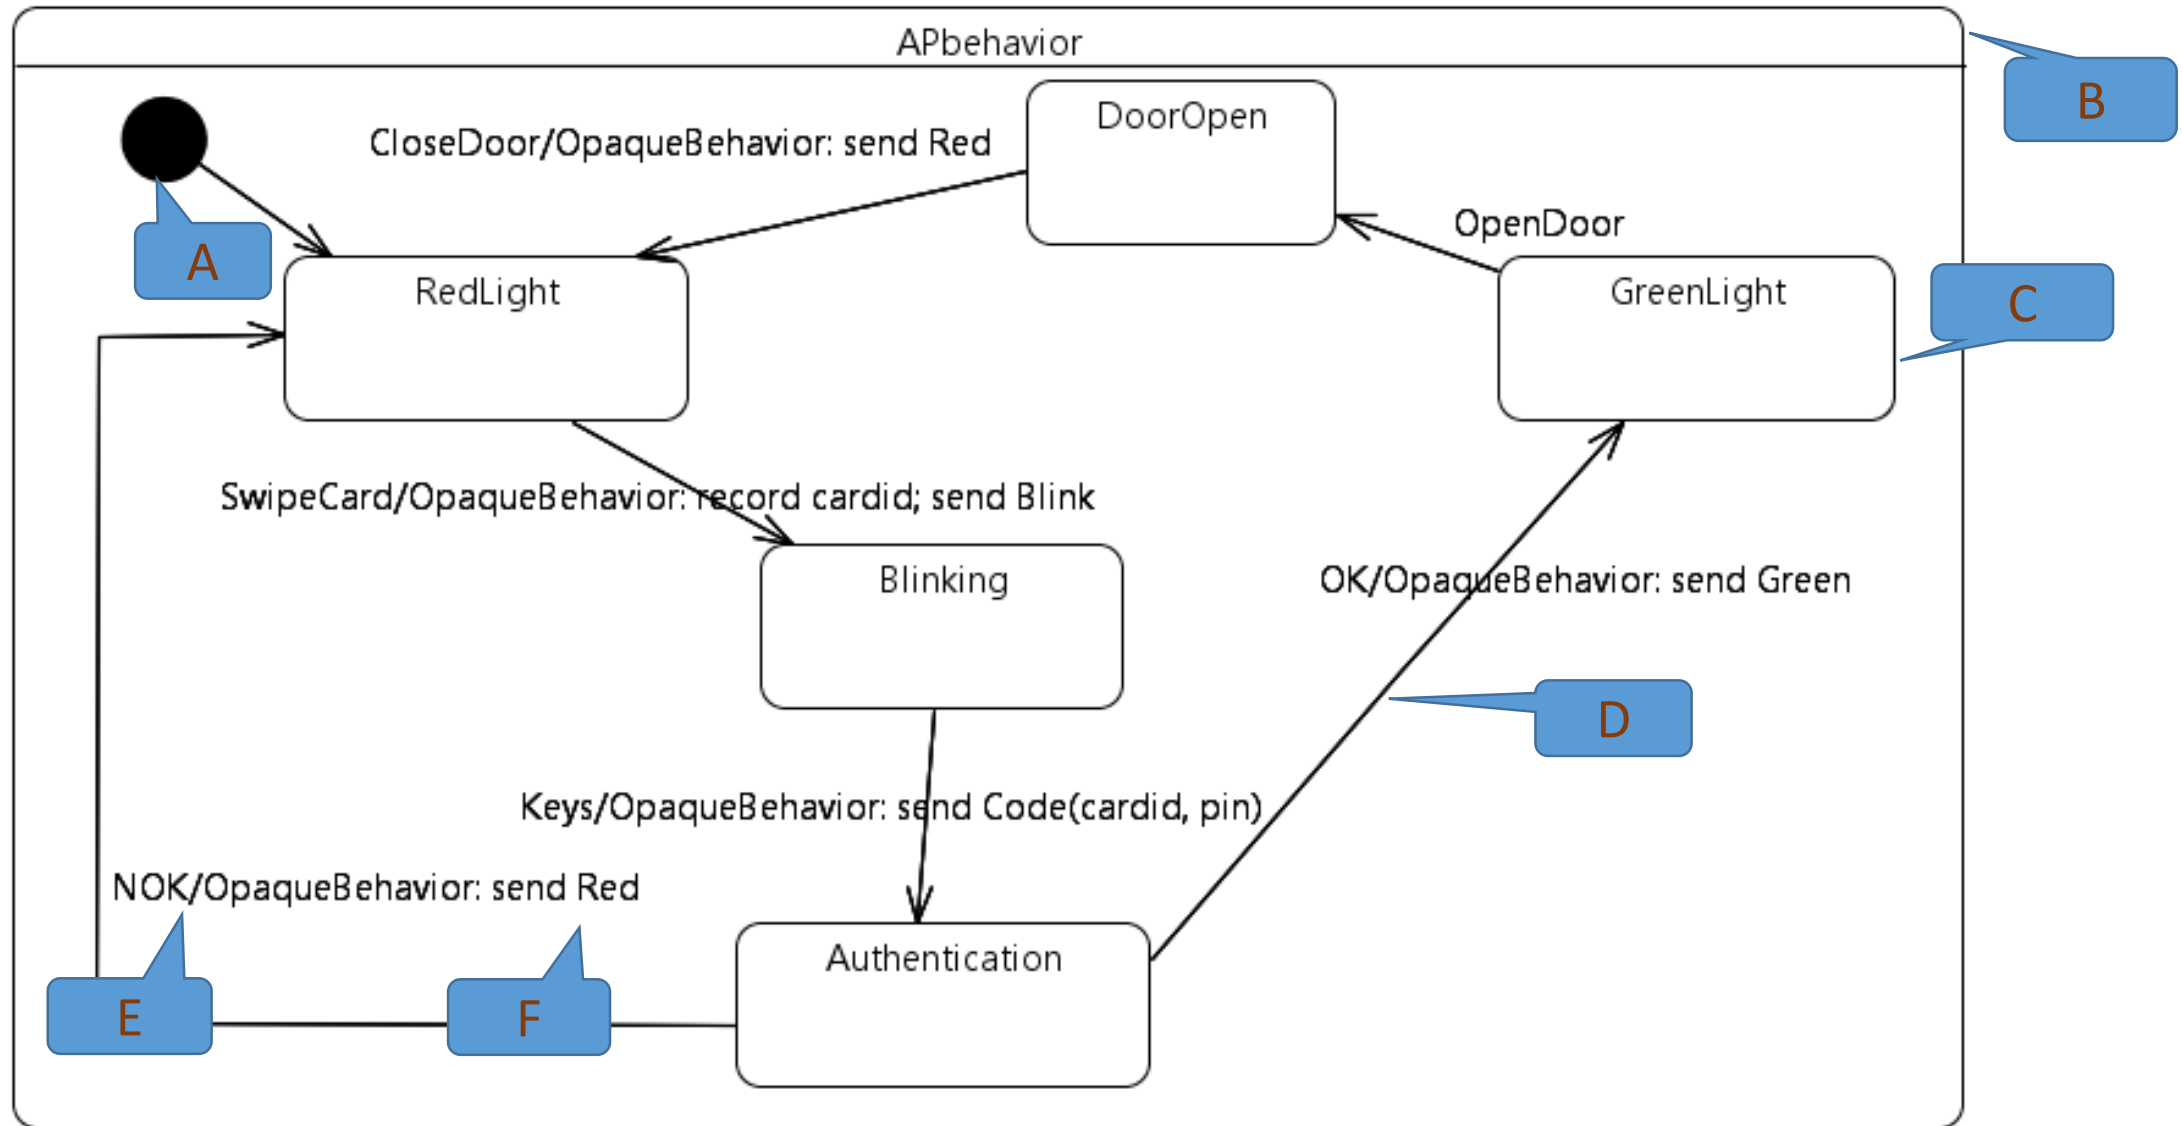 APbehavior
B
DoorOpen
CloseDoor/OpaqueBehavior: send Red
OpenDoor
A
RedLight
GreenLight
C
SwipeCard/OpaqueBehavior: record cardid; send Blink
Blinking
OK/OpaqueBehavior: send Green
D
Keys/OpaqueBehavior: send Code(cardid, pin)
NOK/OpaqueBehavior: send Red
Authentication
E
F